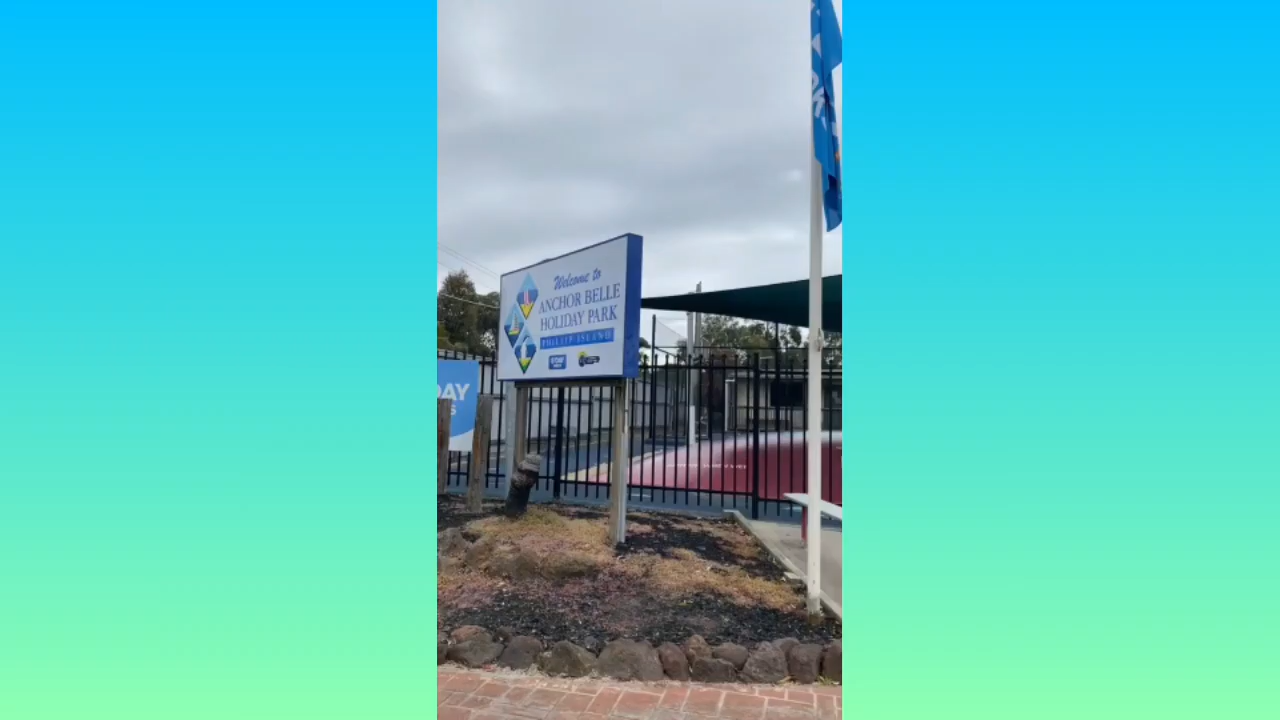 Welcome to
ANCHOR BELLE
HOLIDAY PARK
PHILLIP ISLAND
DAY